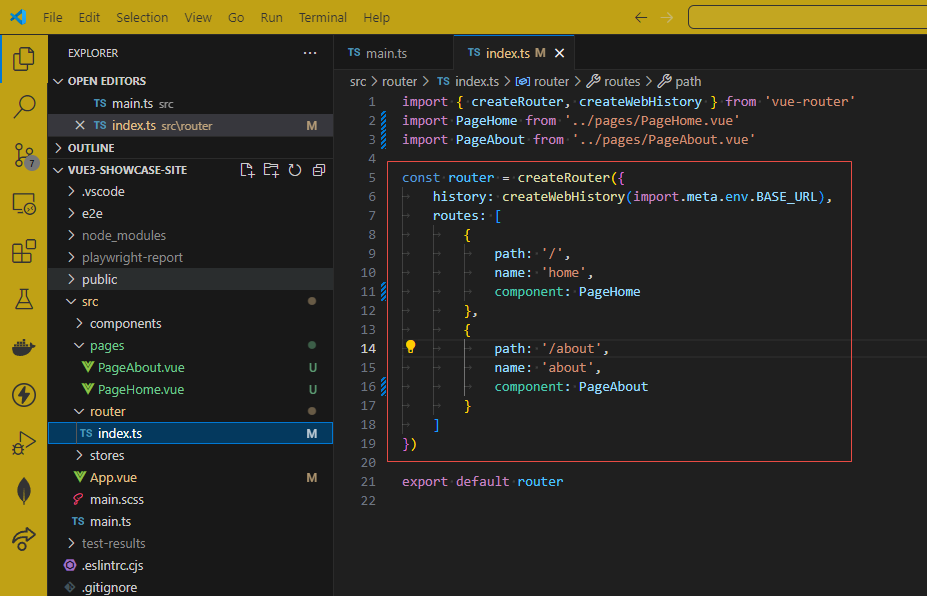 File Edit Selection View Go Run Terminal Help
EXPLORER
OPEN EDITORS
TS main.ts src
TS index.ts src\router M
OUTLINE
VUE3-SHOWCASE-SITE
.vscode
e2e
node_modules
playwright-report
public
src
components
pages
PageAbout.vue U
PageHome.vue U
router
TS index.ts M
stores
App.vue M
main.scss
TS main.ts
test-results
.eslintrc.cjs
.gitignore
7
TS main.ts TS index.ts M
src > router > TS index.ts > router > routes > path
1 import { createRouter, createWebHistory } from 'vue-router'
2 import PageHome from '../pages/PageHome.vue'
3 import PageAbout from '../pages/PageAbout.vue'
4
5 const router = createRouter({
6 history: createWebHistory(import.meta.env.BASE_URL),
7 routes: [
8 {
9 path: '/',
10 name: 'home',
11 component: PageHome
12 },
13 {
14 path: '/about',
15 name: 'about',
16 component: PageAbout
17 }
18 ]
19 })
20
21 export default router
22